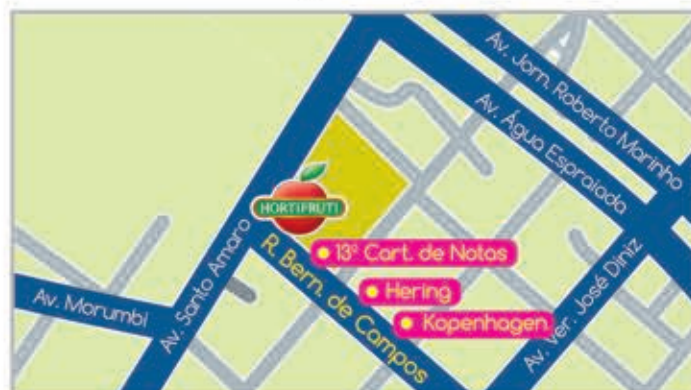 Av. Jorn. Roberto Marinho
Av. Água Espraiada
HORTIFRUTI
13º Cart. de Notas
Hering
Kopenhagen
R. Bern. de Campos
Av. Santo Amaro
Av. Morumbi
Av. ver. José Diniz